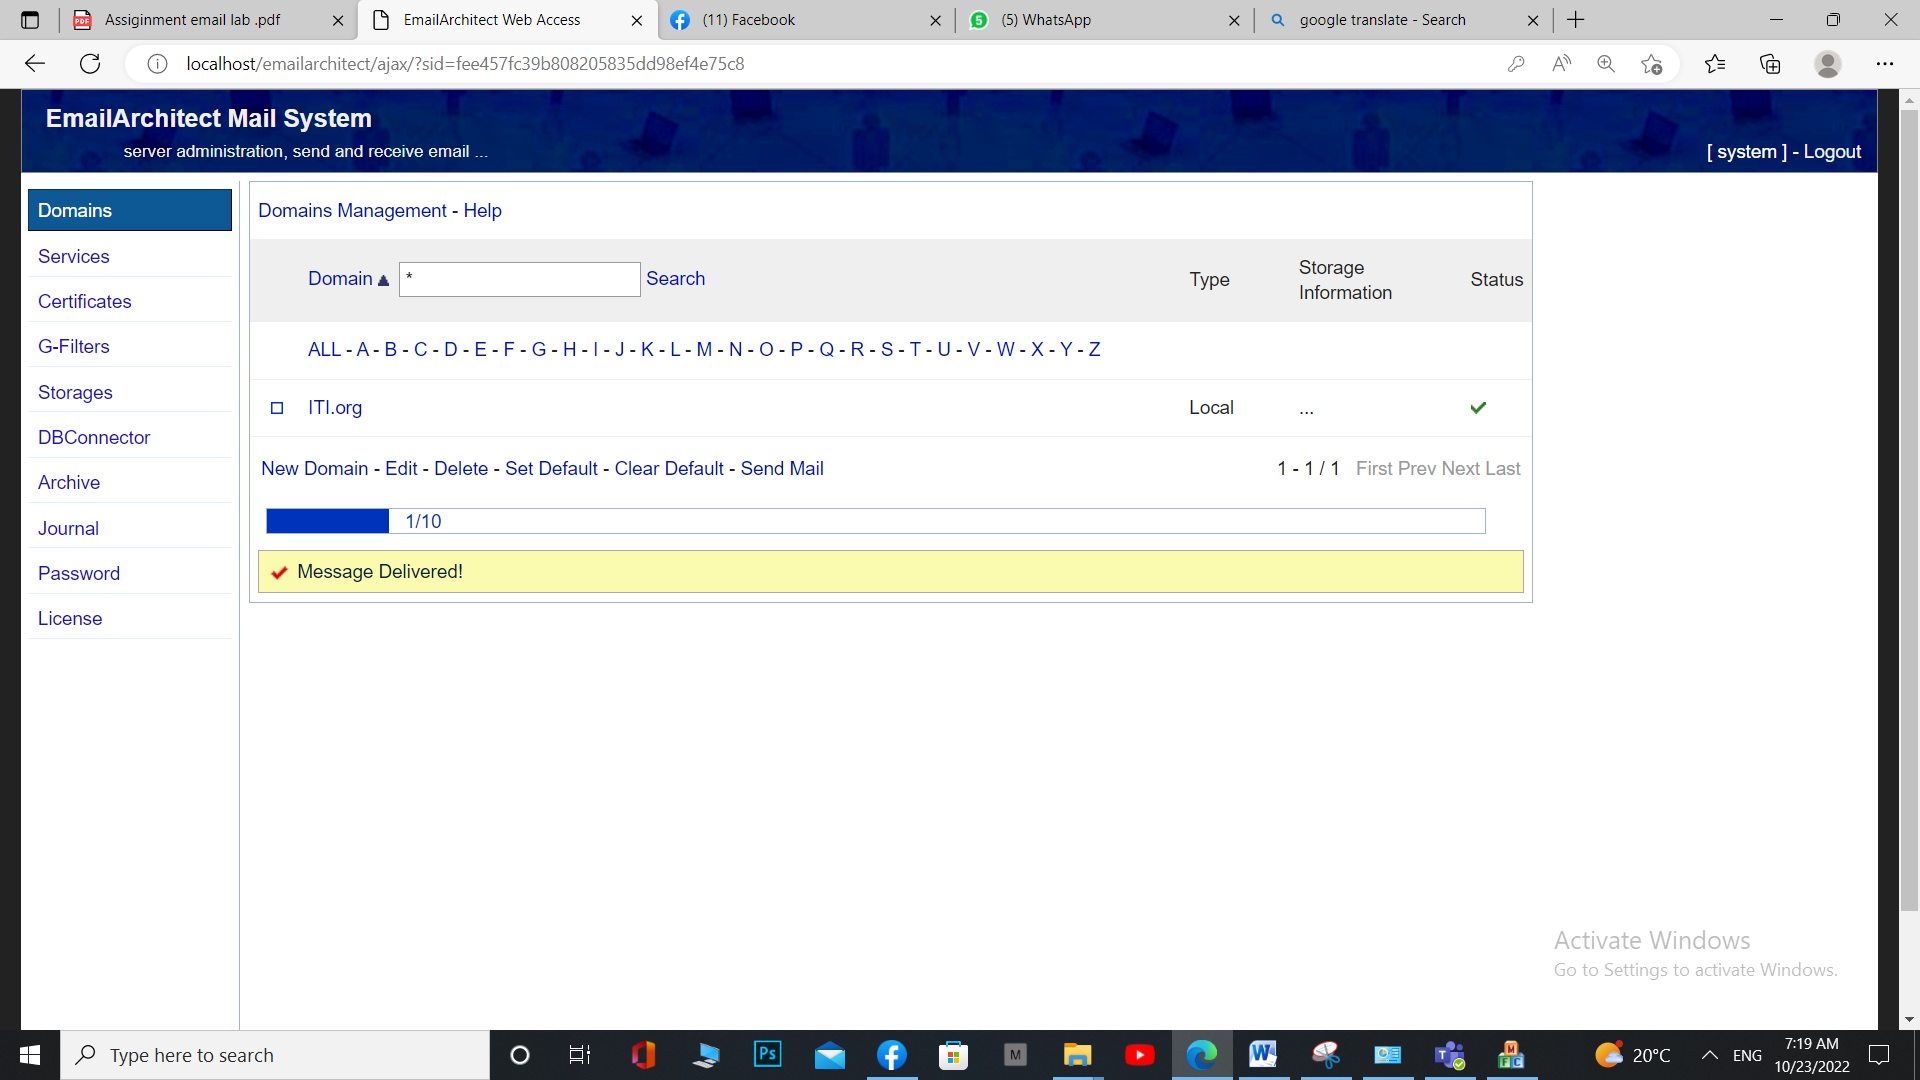 Assiginment email lab .pdf
EmailArchitect Web Access
(11) Facebook
5 (5) WhatsApp
google translate - Search
localhost/emailarchitect/ajax/?sid=fee457fc39b808205835dd98ef4e75c8
EmailArchitect Mail System
server administration, send and receive email ...
[ system ] - Logout
Domains
Services
Certificates
G-Filters
Storages
DBConnector
Archive
Journal
Password
License
Domains Management - Help
Domain * Search
Type
Storage
Information
Status
ALL - A - B - C - D - E - F - G - H - I - J - K - L - M - N - O - P - Q - R - S - T - U - V - W - X - Y - Z
ITI.org
Local
...
New Domain - Edit - Delete - Set Default - Clear Default - Send Mail
1 - 1 / 1 First Prev Next Last
1/10
Message Delivered!
Activate Windows
Go to Settings to activate Windows.
Type here to search
Ps
M
20°C
ENG
7:19 AM
10/23/2022